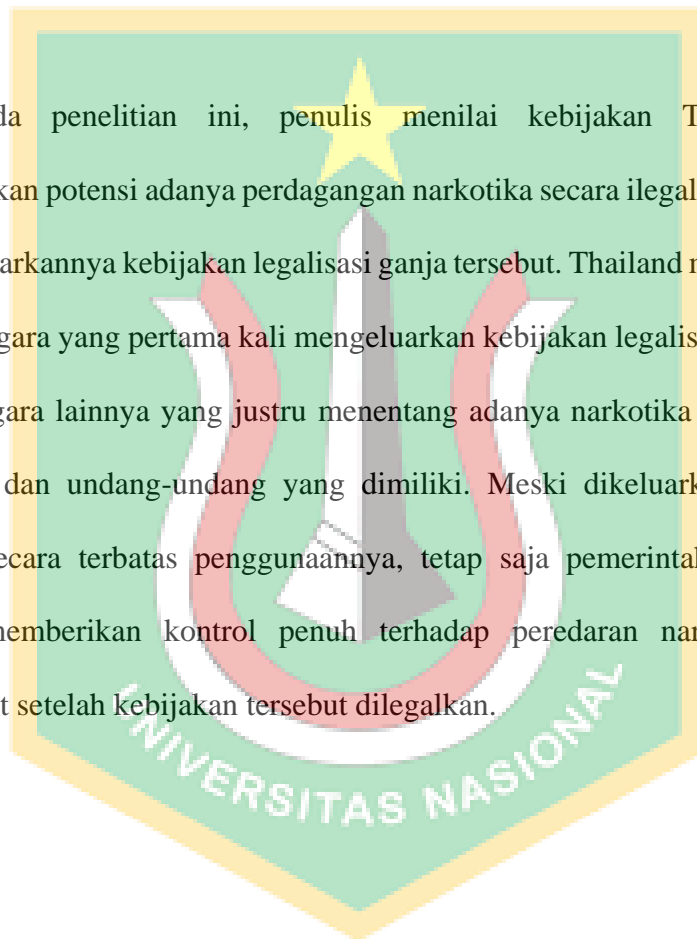 da penelitian ini, penulis menilai kebijakan T
kan potensi adanya perdagangan narkotika secara ilegal
arkannya kebijakan legalisasi ganja tersebut. Thailand
gara yang pertama kali mengeluarkan kebijakan legalis
gara lainnya yang justru menentang adanya narkotika
dan undang-undang yang dimiliki. Meski dikeluark
ecara terbatas penggunaannya, tetap saja pemerintal
nemberikan kontrol penuh terhadap peredaran nar
t setelah kebijakan tersebut dilegalkan.
UNIVERSITAS NASIONAL